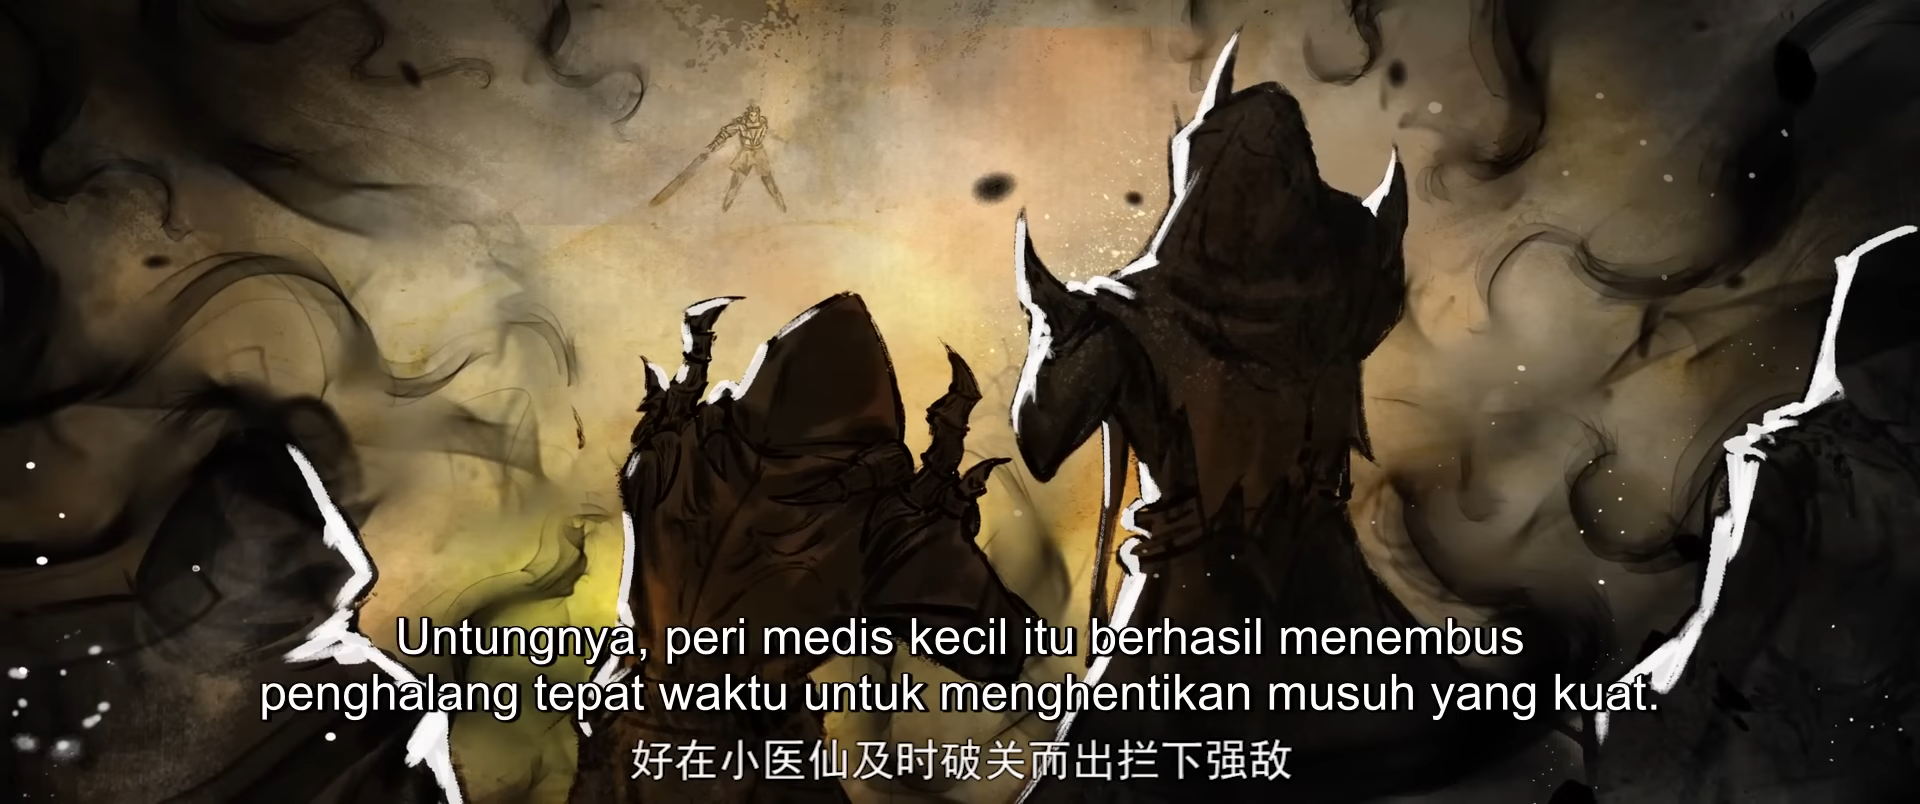 Untungnya, peri medis kecil itu berhasil menembus
penghalang tepat waktu untuk menghentikan musuh yang kuat.
好在小医仙及时破关而出拦下强敌